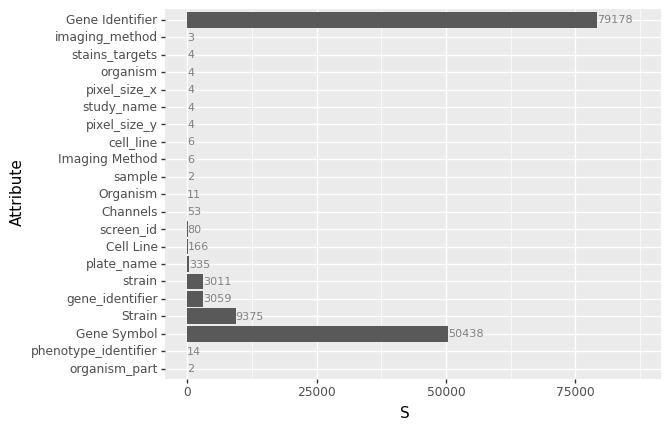 Gene Identifier 79178
imaging_method 3
stains_targets 4
organism 4
pixel_size_x 4
study_name 4
pixel_size_y 4
cell_line 6
Imaging Method 6
sample 2
Organism 11
Channels 53
screen_id 80
Cell Line 166
plate_name 335
strain 3011
gene_identifier 3059
Strain 9375
Gene Symbol 50438
phenotype_identifier 14
organism_part 2
Attribute
0 25000 50000 75000
S